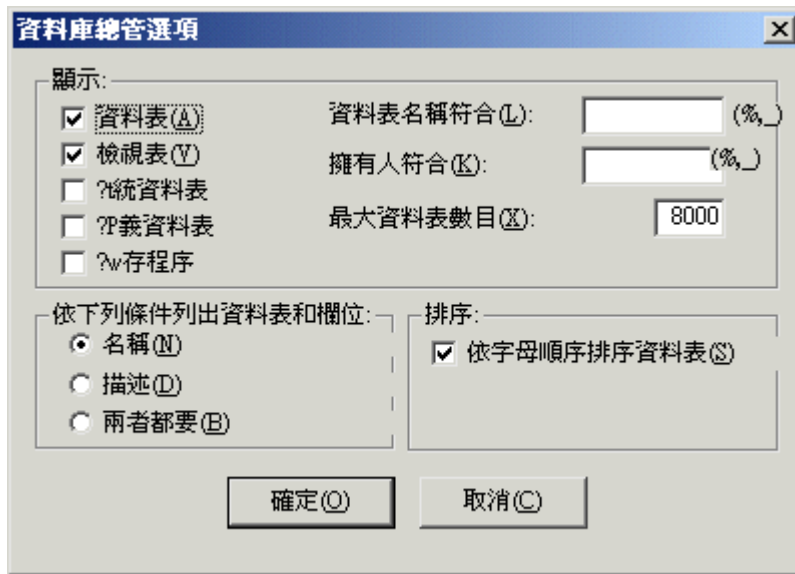 資料庫總管選項
顯示:
資料表(A)
檢視表(V)
?t統資料表
?P義資料表
?w存程序
資料表名稱符合(L):
(%,_)
擁有人符合(K):
(%,_)
最大資料表數目(X):
8000
依下列條件列出資料表和欄位:
名稱(N)
描述(D)
兩者都要(B)
排序:
依字母順序排序資料表(S)
確定(O)
取消(C)